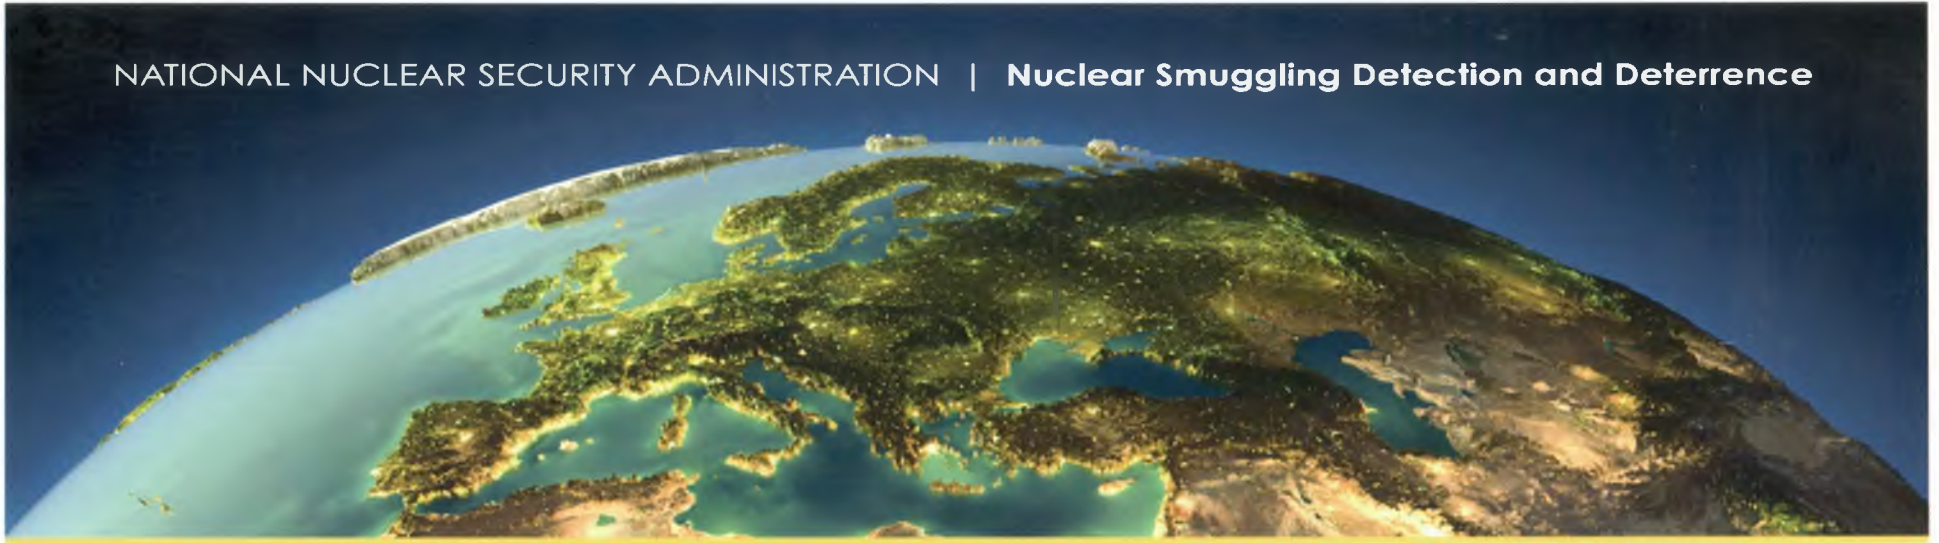 NATIONAL NUCLEAR SECURITY ADMINISTRATION | Nuclear Smuggling Detection and Deterrence